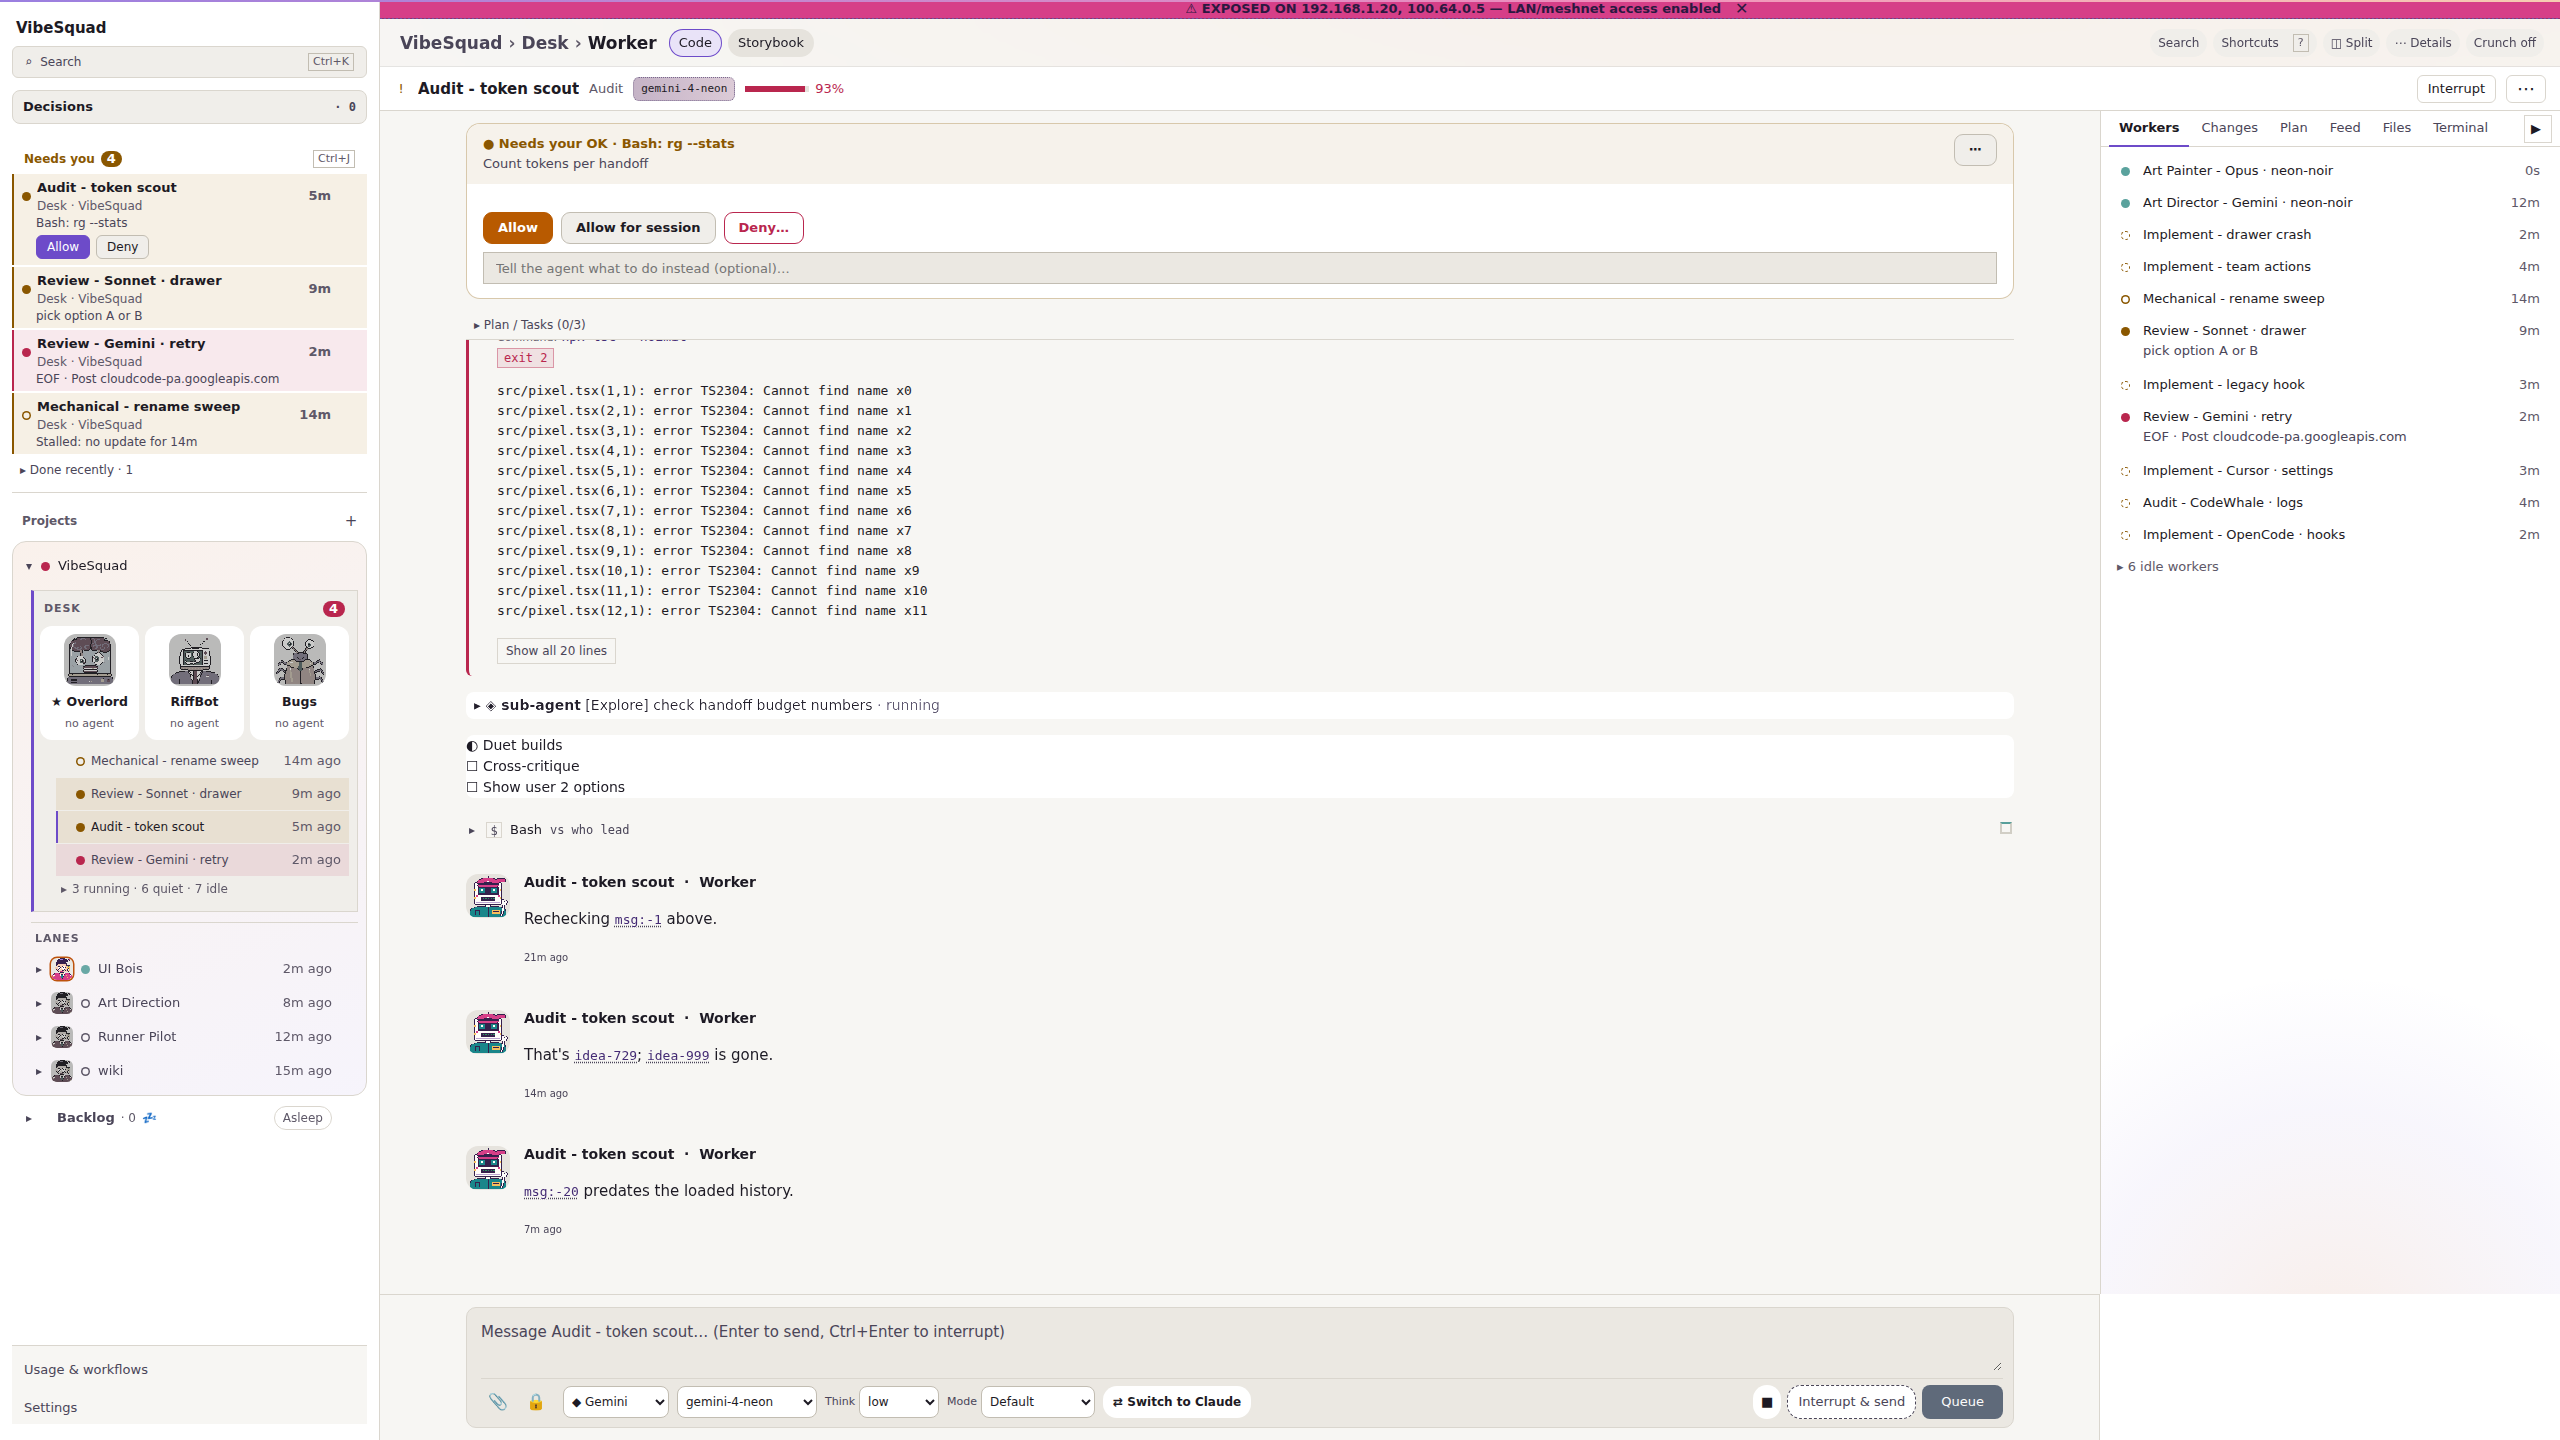 VibeSquad
⌕ Search Ctrl+K
Decisions · 0
Needs you 4 Ctrl+J
Audit - token scout 5m
Desk · VibeSquad
Bash: rg --stats
Allow Deny
Review - Sonnet · drawer 9m
Desk · VibeSquad
pick option A or B
Review - Gemini · retry 2m
Desk · VibeSquad
EOF · Post cloudcode-pa.googleapis.com
Mechanical - rename sweep 14m
Desk · VibeSquad
Stalled: no update for 14m
▸ Done recently · 1
Projects +
▾ VibeSquad
DESK 4
★ Overlord RiffBot Bugs
no agent no agent no agent
Mechanical - rename sweep 14m ago
Review - Sonnet · drawer 9m ago
Audit - token scout 5m ago
Review - Gemini · retry 2m ago
▸ 3 running · 6 quiet · 7 idle
LANES
▸ UI Bois 2m ago
▸ Art Direction 8m ago
▸ Runner Pilot 12m ago
▸ wiki 15m ago
▸ Backlog · 0 💤 Asleep
Usage & workflows
Settings
⚠ EXPOSED ON 192.168.1.20, 100.64.0.5 — LAN/meshnet access enabled ✕
VibeSquad › Desk › Worker Code Storybook
Search Shortcuts ? ◫ Split ⋯ Details Crunch off
! Audit - token scout Audit gemini-4-neon 93%
Interrupt ⋯
● Needs your OK · Bash: rg --stats ⋯
Count tokens per handoff
Allow Allow for session Deny…
Tell the agent what to do instead (optional)…
▸ Plan / Tasks (0/3)
exit 2
src/pixel.tsx(1,1): error TS2304: Cannot find name x0
src/pixel.tsx(2,1): error TS2304: Cannot find name x1
src/pixel.tsx(3,1): error TS2304: Cannot find name x2
src/pixel.tsx(4,1): error TS2304: Cannot find name x3
src/pixel.tsx(5,1): error TS2304: Cannot find name x4
src/pixel.tsx(6,1): error TS2304: Cannot find name x5
src/pixel.tsx(7,1): error TS2304: Cannot find name x6
src/pixel.tsx(8,1): error TS2304: Cannot find name x7
src/pixel.tsx(9,1): error TS2304: Cannot find name x8
src/pixel.tsx(10,1): error TS2304: Cannot find name x9
src/pixel.tsx(11,1): error TS2304: Cannot find name x10
src/pixel.tsx(12,1): error TS2304: Cannot find name x11
Show all 20 lines
▸ ◈ sub-agent [Explore] check handoff budget numbers · running
◐ Duet builds
☐ Cross-critique
☐ Show user 2 options
▸ $ Bash vs who lead
Audit - token scout · Worker
Rechecking msg:-1 above.
21m ago
Audit - token scout · Worker
That's idea-729; idea-999 is gone.
14m ago
Audit - token scout · Worker
msg:-20 predates the loaded history.
7m ago
Message Audit - token scout… (Enter to send, Ctrl+Enter to interrupt)
📎 🔒 ◆ Gemini gemini-4-neon Think low Mode Default ⇄ Switch to Claude ■ Interrupt & send Queue
Workers Changes Plan Feed Files Terminal ▶
Art Painter - Opus · neon-noir 0s
Art Director - Gemini · neon-noir 12m
Implement - drawer crash 2m
Implement - team actions 4m
Mechanical - rename sweep 14m
Review - Sonnet · drawer 9m
pick option A or B
Implement - legacy hook 3m
Review - Gemini · retry 2m
EOF · Post cloudcode-pa.googleapis.com
Implement - Cursor · settings 3m
Audit - CodeWhale · logs 4m
Implement - OpenCode · hooks 2m
▸ 6 idle workers